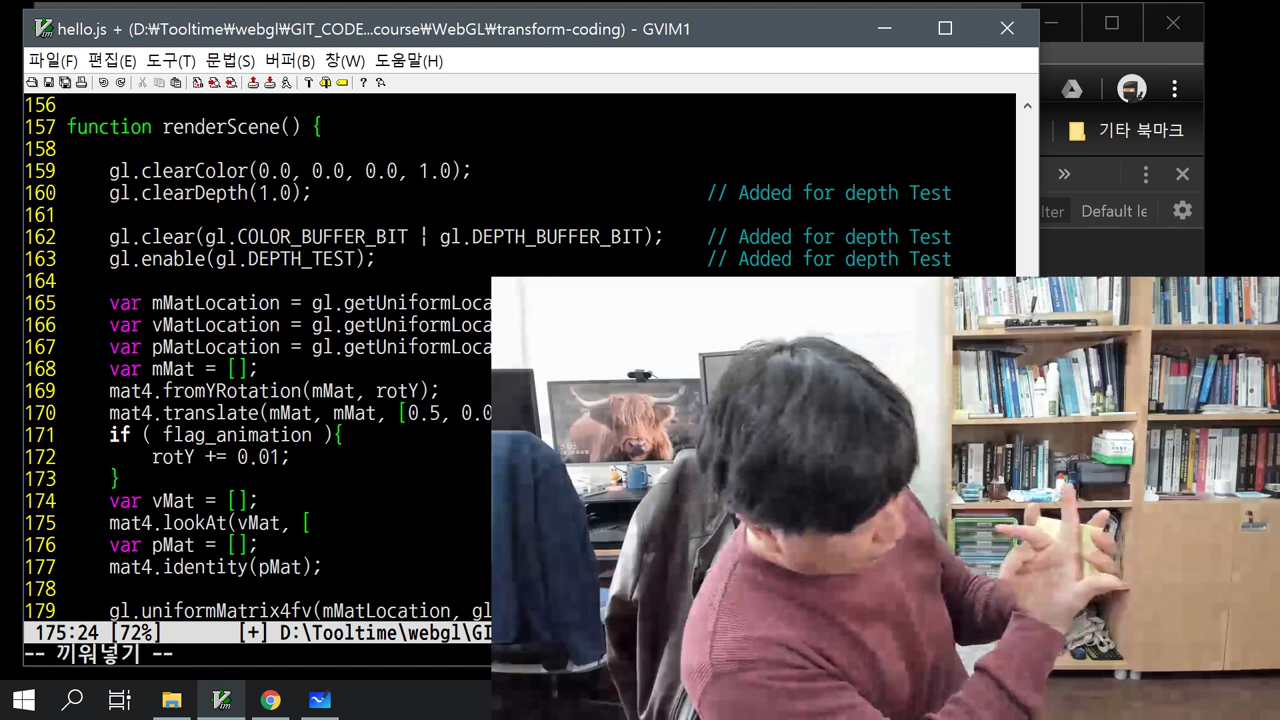 hello.js + (D:₩Tooltime₩webgl₩GIT_CODE...course₩WebGL₩transform-coding) - GVIM1
파일(F) 편집(E) 도구(T) 문법(S) 버퍼(B) 창(W) 도움말(H)
기타 북마크
lter Default le
156
157 function renderScene() {
158
159 gl.clearColor(0.0, 0.0, 0.0, 1.0);
160 gl.clearDepth(1.0); // Added for depth Test
161
162 gl.clear(gl.COLOR_BUFFER_BIT | gl.DEPTH_BUFFER_BIT); // Added for depth Test
163 gl.enable(gl.DEPTH_TEST); // Added for depth Test
164
165 var mMatLocation = gl.getUniformLoca
166 var vMatLocation = gl.getUniformLoca
167 var pMatLocation = gl.getUniformLoca
168 var mMat = [];
169 mat4.fromYRotation(mMat, rotY);
170 mat4.translate(mMat, mMat, [0.5, 0.0
171 if ( flag_animation ){
172 rotY += 0.01;
173 }
174 var vMat = [];
175 mat4.lookAt(vMat, [
176 var pMat = [];
177 mat4.identity(pMat);
178
179 gl.uniformMatrix4fv(mMatLocation, gl
175:24 [72%] [+] D:\Tooltime\webgl\GI
-- 끼워넣기 --